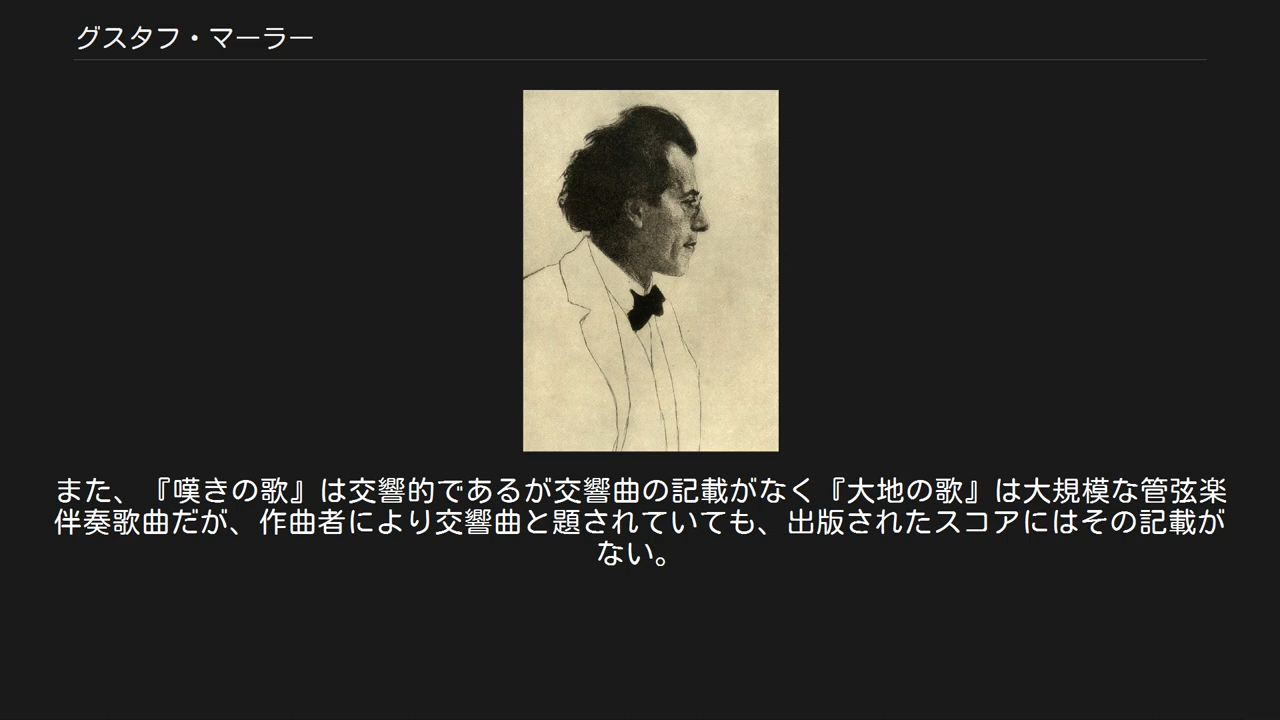 グスタフ・マーラー
また、『嘆きの歌』は交響的であるが交響曲の記載がなく『大地の歌』は大規模な管弦楽
伴奏歌曲だが、作曲者により交響曲と題されていても、出版されたスコアにはその記載が
ない。